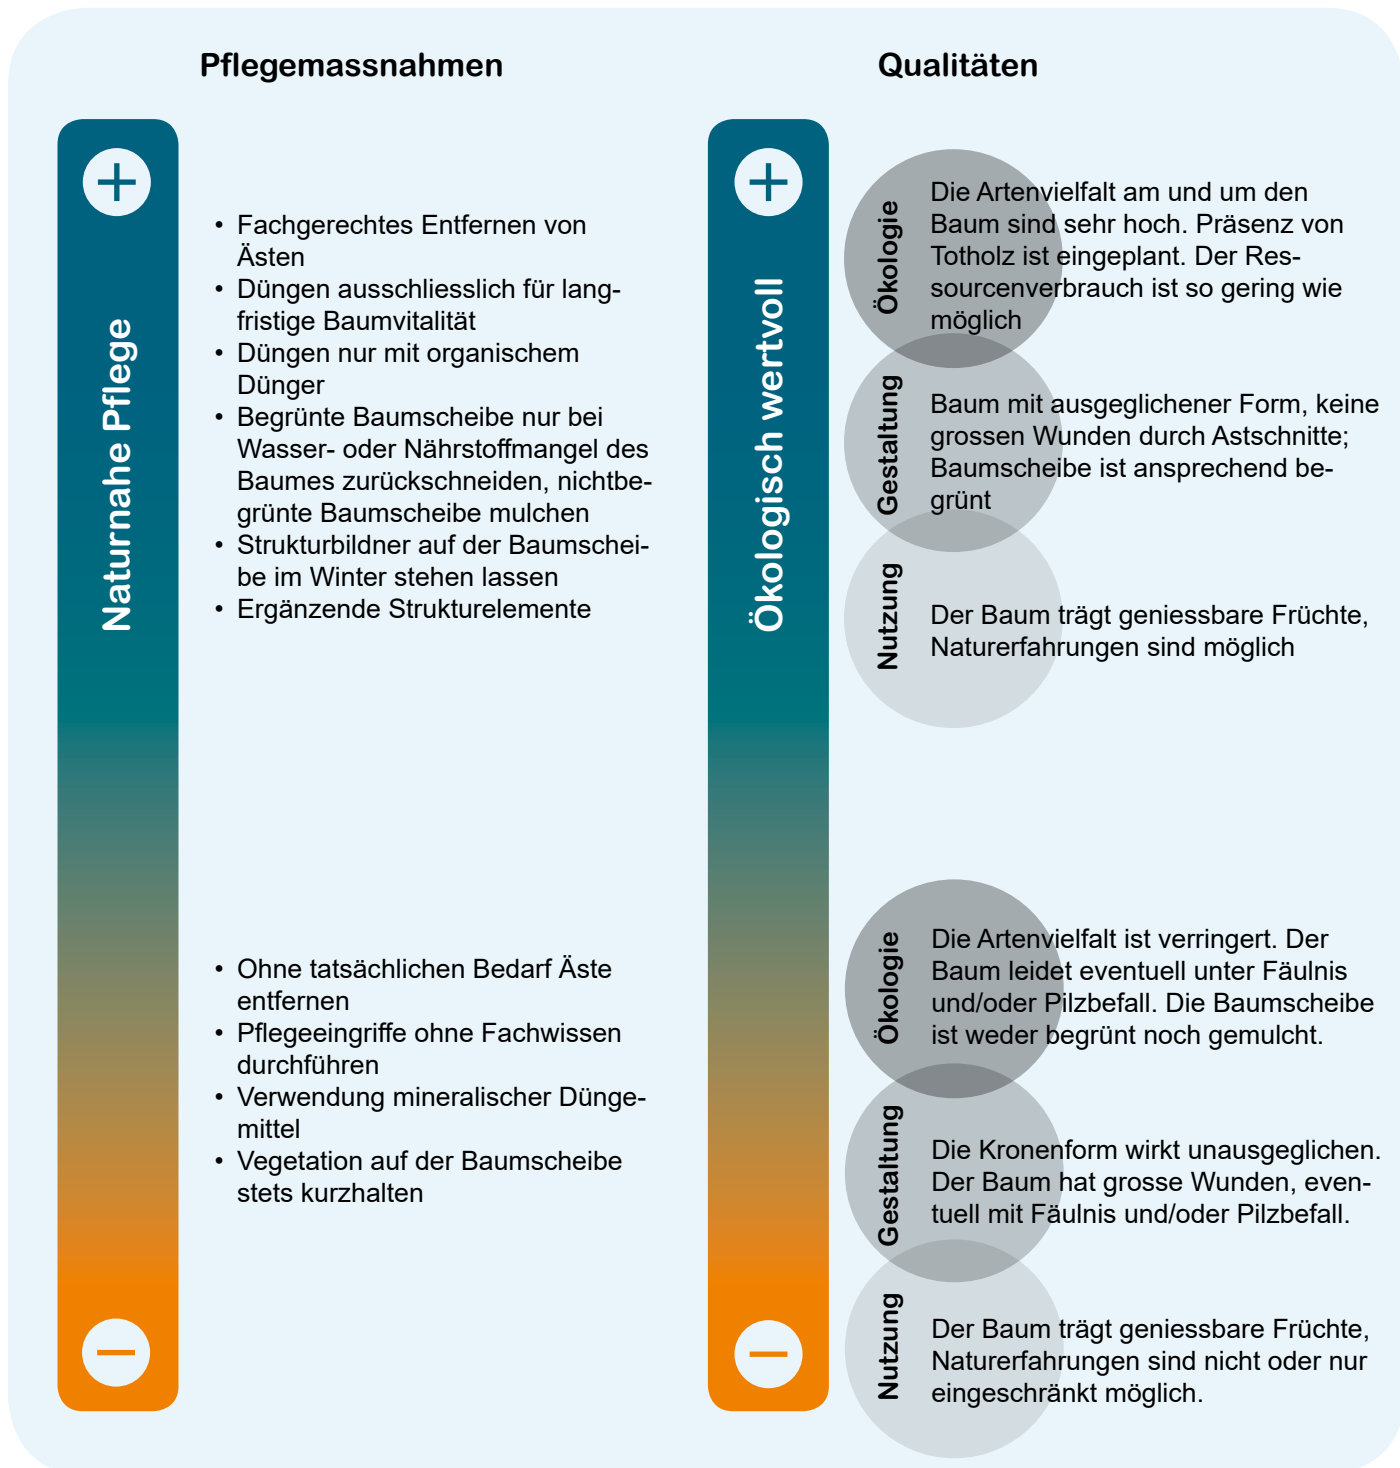 Pflegemassnahmen
Naturnahe Pflege
• Fachgerechtes Entfernen von
Ästen
• Düngen ausschliesslich für lang-
fristige Baumvitalität
• Düngen nur mit organischem
Dünger
• Begrünte Baumscheibe nur bei
Wasser- oder Nährstoffmangel des
Baumes zurückschneiden, nichtbe-
grünte Baumscheibe mulchen
• Strukturbildner auf der Baumschei-
be im Winter stehen lassen
• Ergänzende Strukturelemente
• Ohne tatsächlichen Bedarf Äste
entfernen
• Pflegeeingriffe ohne Fachwissen
durchführen
• Verwendung mineralischer Dünge-
mittel
• Vegetation auf der Baumscheibe
stets kurzhalten
Qualitäten
Ökologisch wertvoll
Ökologie
Die Artenvielfalt am und um den
Baum sind sehr hoch. Präsenz von
Totholz ist eingeplant. Der Res-
sourcenverbrauch ist so gering wie
möglich
Gestaltung
Baum mit ausgeglichener Form, keine
grossen Wunden durch Astschnitte;
Baumscheibe ist ansprechend be-
grünt
Nutzung
Der Baum trägt geniessbare Früchte,
Naturerfahrungen sind möglich
Ökologie
Die Artenvielfalt ist verringert. Der
Baum leidet eventuell unter Fäulnis
und/oder Pilzbefall. Die Baumscheibe
ist weder begrünt noch gemulcht.
Gestaltung
Die Kronenform wirkt unausgeglichen.
Der Baum hat grosse Wunden, even-
tuell mit Fäulnis und/oder Pilzbefall.
Nutzung
Der Baum trägt geniessbare Früchte,
Naturerfahrungen sind nicht oder nur
eingeschränkt möglich.